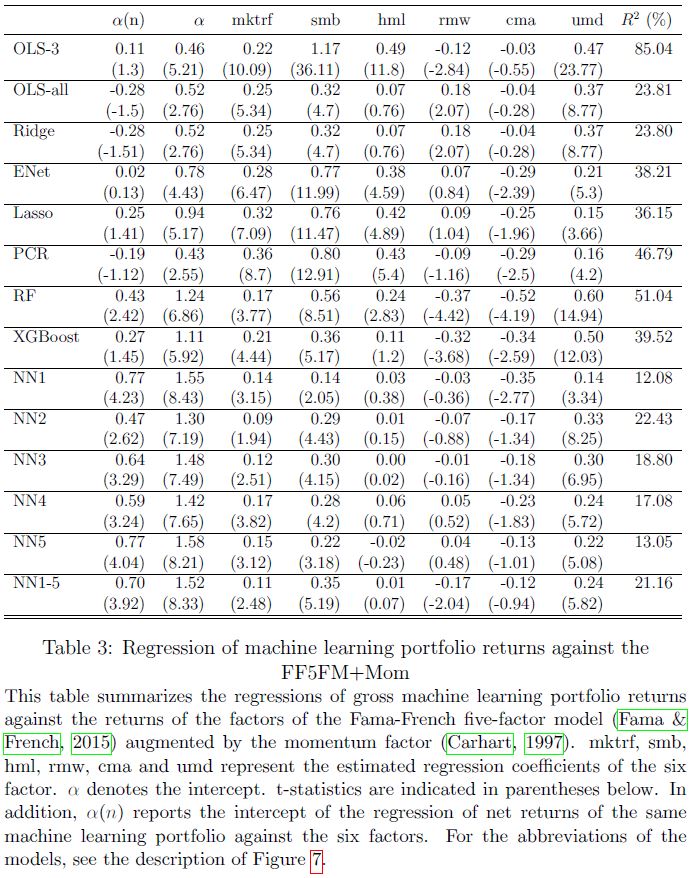 α(n) α mktrf smb hml rmw cma umd R² (%)
OLS-3 0.11 0.46 0.22 1.17 0.49 -0.12 -0.03 0.47 85.04
(1.3) (5.21) (10.09) (36.11) (11.8) (-2.84) (-0.55) (23.77)
OLS-all -0.28 0.52 0.25 0.32 0.07 0.18 -0.04 0.37 23.81
(-1.5) (2.76) (5.34) (4.7) (0.76) (2.07) (-0.28) (8.77)
Ridge -0.28 0.52 0.25 0.32 0.07 0.18 -0.04 0.37 23.80
(-1.51) (2.76) (5.34) (4.7) (0.76) (2.07) (-0.28) (8.77)
ENet 0.02 0.78 0.28 0.77 0.38 0.07 -0.29 0.21 38.21
(0.13) (4.43) (6.47) (11.99) (4.59) (0.84) (-2.39) (5.3)
Lasso 0.25 0.94 0.32 0.76 0.42 0.09 -0.25 0.15 36.15
(1.41) (5.17) (7.09) (11.47) (4.89) (1.04) (-1.96) (3.66)
PCR -0.19 0.43 0.36 0.80 0.43 -0.09 -0.29 0.16 46.79
(-1.12) (2.55) (8.7) (12.91) (5.4) (-1.16) (-2.5) (4.2)
RF 0.43 1.24 0.17 0.56 0.24 -0.37 -0.52 0.60 51.04
(2.42) (6.86) (3.77) (8.51) (2.83) (-4.42) (-4.19) (14.94)
XGBoost 0.27 1.11 0.21 0.36 0.11 -0.32 -0.34 0.50 39.52
(1.45) (5.92) (4.44) (5.17) (1.2) (-3.68) (-2.59) (12.03)
NN1 0.77 1.55 0.14 0.14 0.03 -0.03 -0.35 0.14 12.08
(4.23) (8.43) (3.15) (2.05) (0.38) (-0.36) (-2.77) (3.34)
NN2 0.47 1.30 0.09 0.29 0.01 -0.07 -0.17 0.33 22.43
(2.62) (7.19) (1.94) (4.43) (0.15) (-0.88) (-1.34) (8.25)
NN3 0.64 1.48 0.12 0.30 0.00 -0.01 -0.18 0.30 18.80
(3.29) (7.49) (2.51) (4.15) (0.02) (-0.16) (-1.34) (6.95)
NN4 0.59 1.42 0.17 0.28 0.06 0.05 -0.23 0.24 17.08
(3.24) (7.65) (3.82) (4.2) (0.71) (0.52) (-1.83) (5.72)
NN5 0.77 1.58 0.15 0.22 -0.02 0.04 -0.13 0.22 13.05
(4.04) (8.21) (3.12) (3.18) (-0.23) (0.48) (-1.01) (5.08)
NN1-5 0.70 1.52 0.11 0.35 0.01 -0.17 -0.12 0.24 21.16
(3.92) (8.33) (2.48) (5.19) (0.07) (-2.04) (-0.94) (5.82)
Table 3: Regression of machine learning portfolio returns against the
FF5FM+Mom
This table summarizes the regressions of gross machine learning portfolio returns
against the returns of the factors of the Fama-French five-factor model (Fama &
French, 2015) augmented by the momentum factor (Carhart, 1997). mktrf, smb,
hml, rmw, cma and umd represent the estimated regression coefficients of the six
factor. α denotes the intercept. t-statistics are indicated in parentheses below. In
addition, α(n) reports the intercept of the regression of net returns of the same
machine learning portfolio against the six factors. For the abbreviations of the
models, see the description of Figure 7.